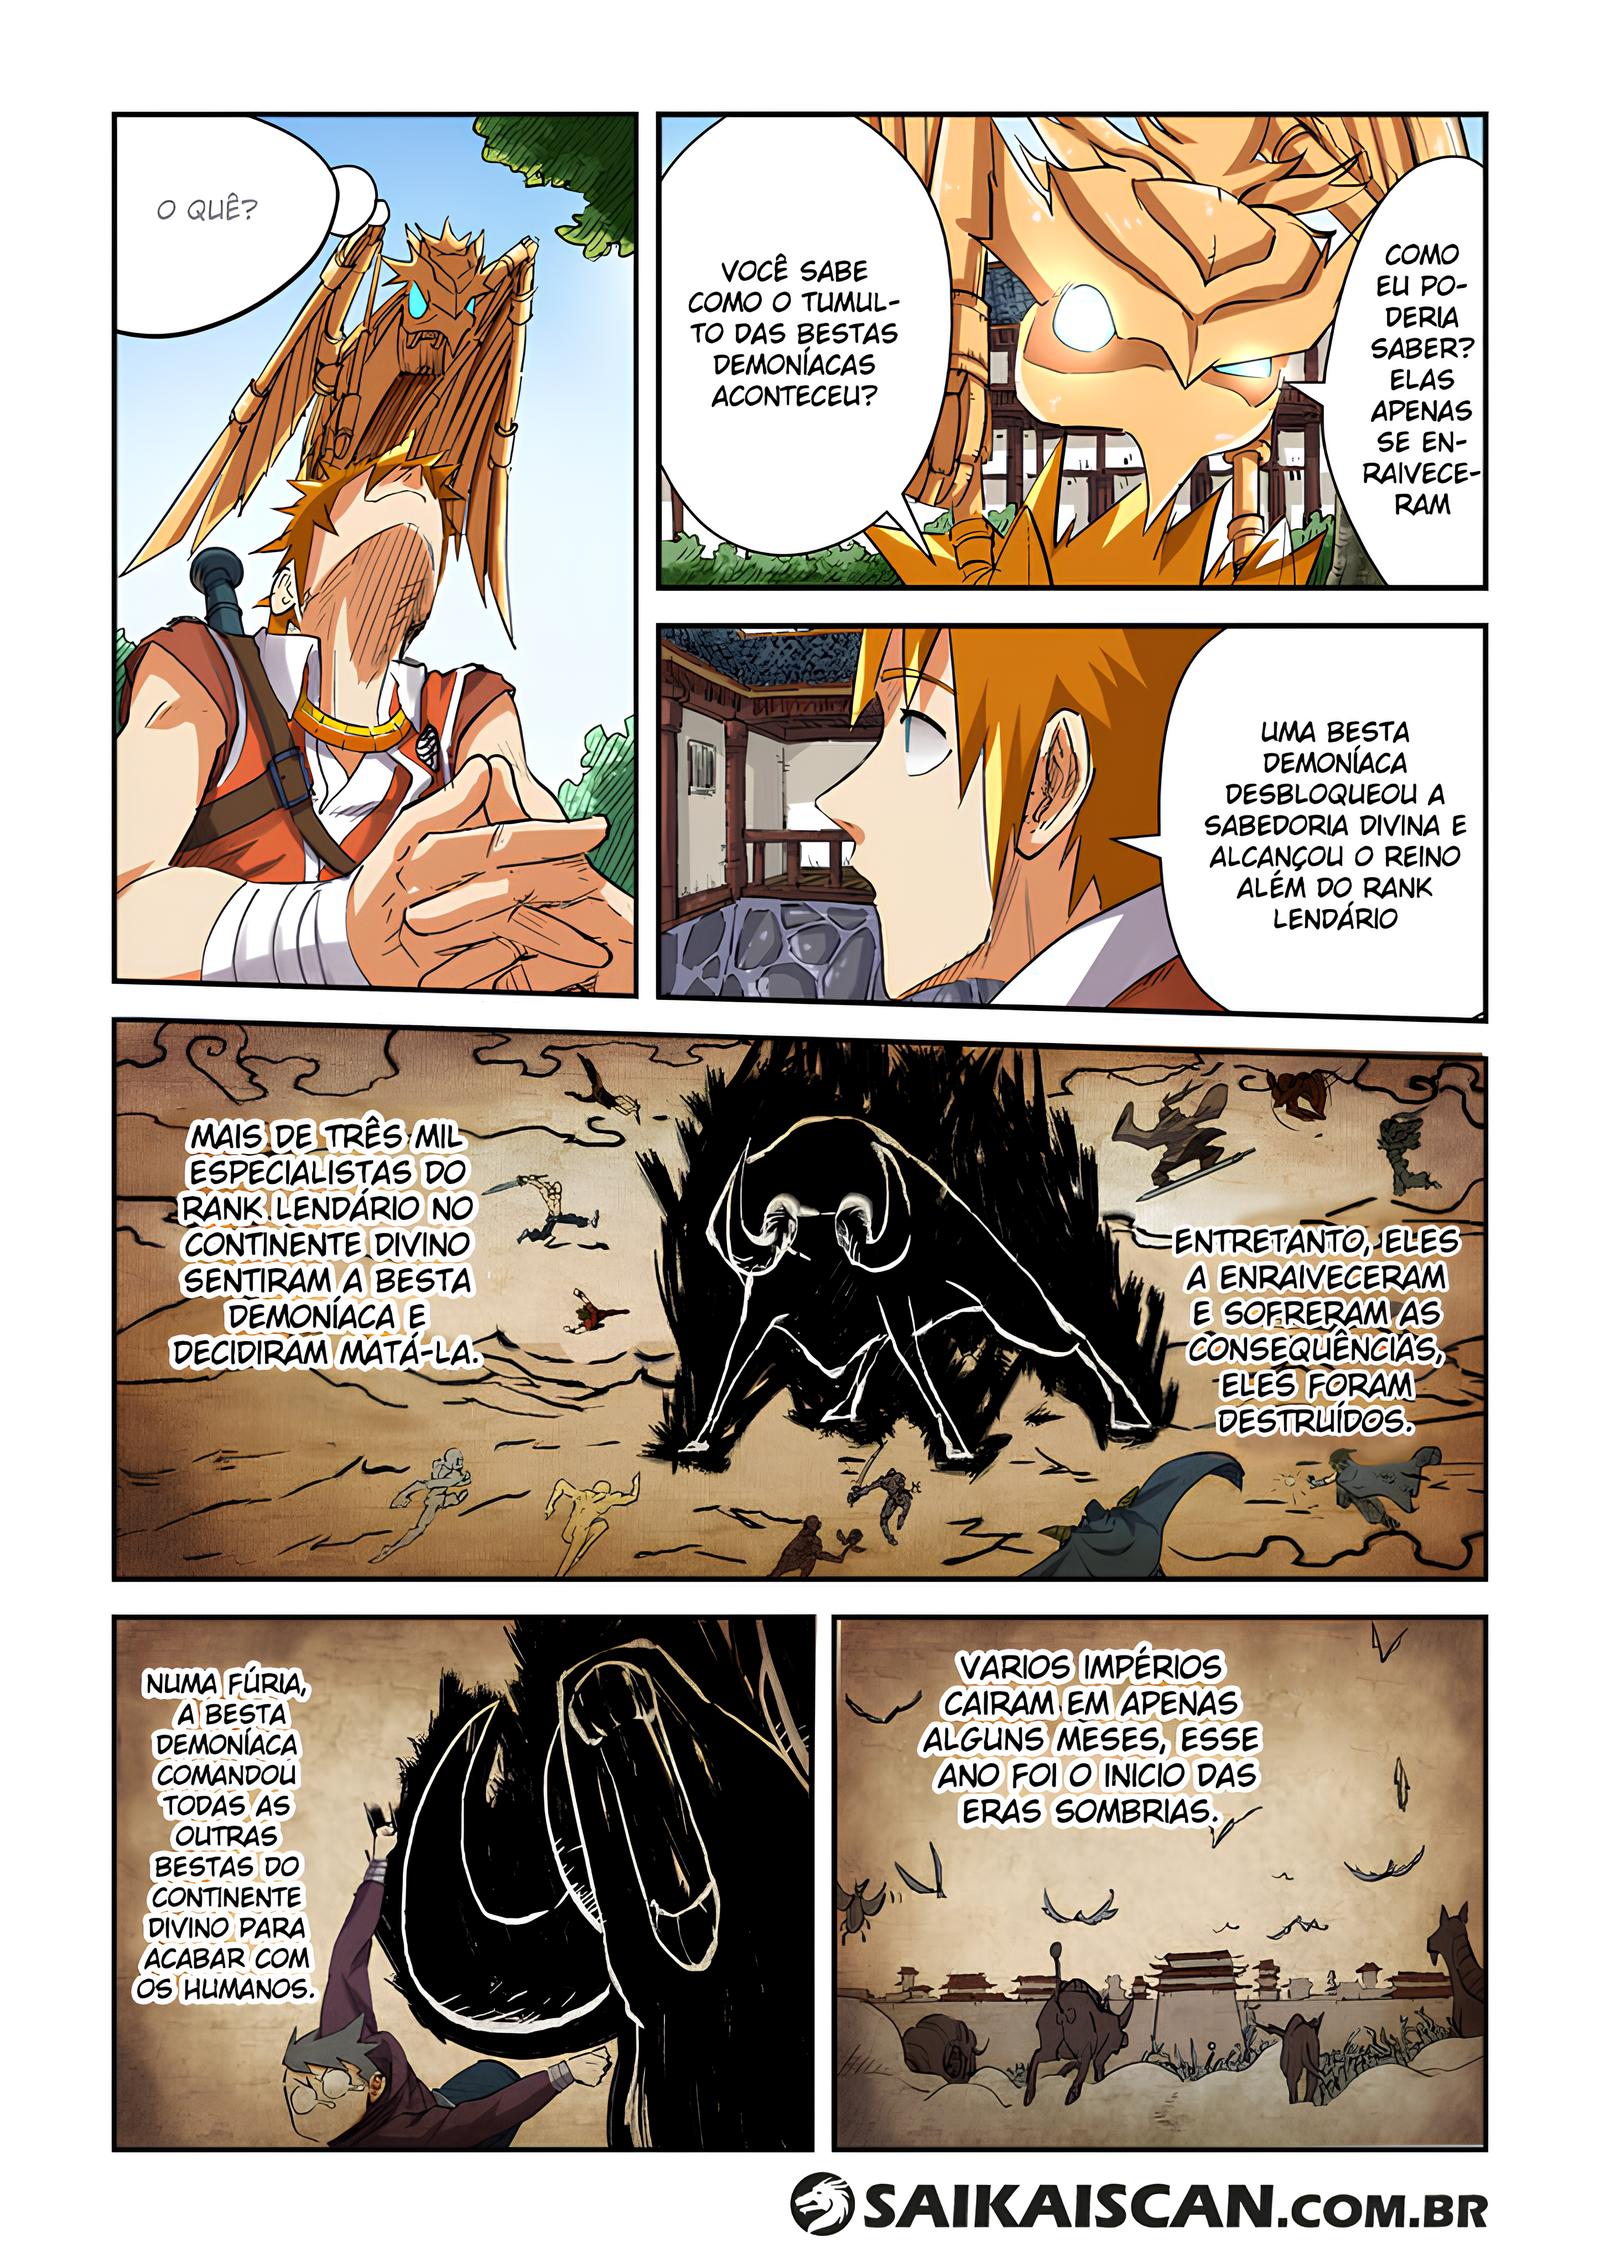 O QUÊ?
VOCÊ SABE
COMO O TUMUL-
TO DAS BESTAS
DEMONÍACAS
ACONTECEU?
COMO
EU PO-
DERIA
SABER?
ELAS
APENAS
SE EN-
RAIVECE-
RAM
UMA BESTA
DEMONÍACA
DESBLOQUEOU A
SABEDORIA DIVINA E
ALCANÇOU O REINO
ALÉM DO RANK
LENDÁRIO
MAIS DE TRÊS MIL
ESPECIALISTAS DO
RANK LENDÁRIO NO
CONTINENTE DIVINO
SENTIRAM A BESTA
DEMONÍACA E
DECIDIRAM MATÁ-LA.
ENTRETANTO, ELES
A ENRAIVECERAM
E SOFRERAM AS
CONSEQUÊNCIAS,
ELES FORAM
DESTRUÍDOS.
NUMA FÚRIA,
A BESTA
DEMONÍACA
COMANDOU
TODAS AS
OUTRAS
BESTAS DO
CONTINENTE
DIVINO PARA
ACABAR COM
OS HUMANOS.
VARIOS IMPÉRIOS
CAIRAM EM APENAS
ALGUNS MESES, ESSE
ANO FOI O INICIO DAS
ERAS SOMBRIAS.
SAIKAISCAN.COM.BR